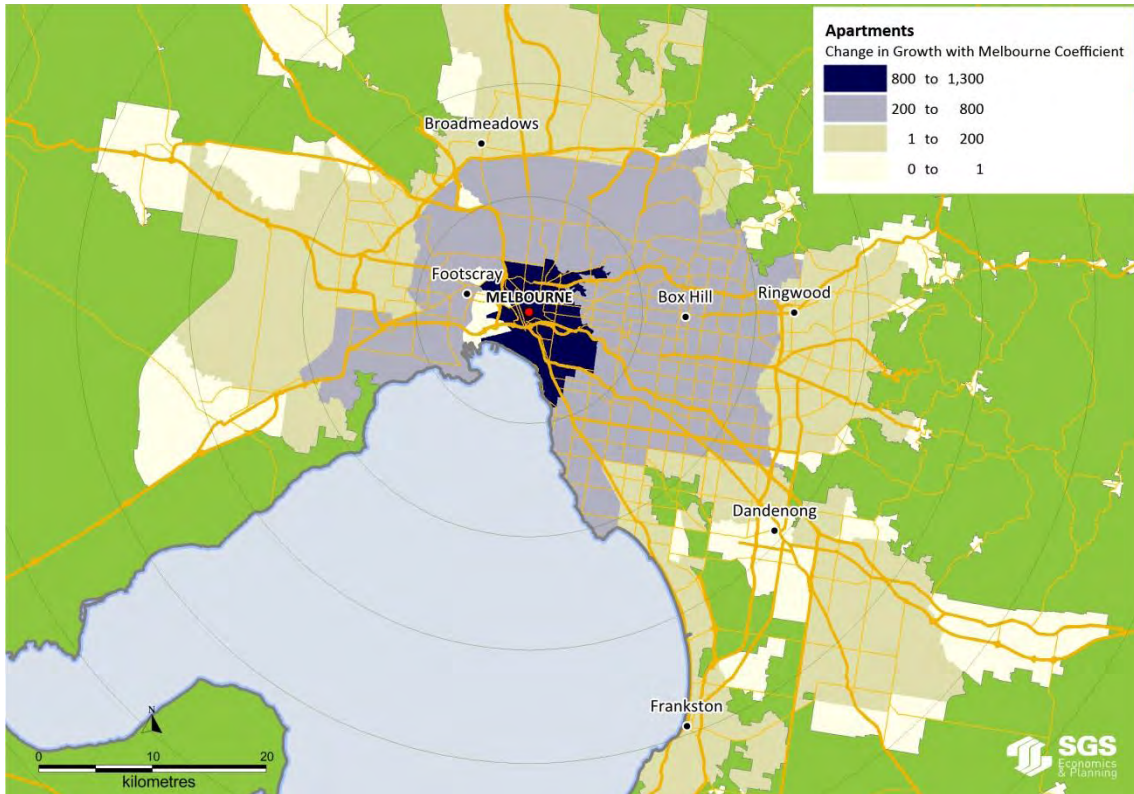 Apartments
Change in Growth with Melbourne Coefficient
800 to 1,300
200 to 800
1 to 200
0 to 1
Broadmeadows
Footscray
MELBOURNE
Box Hill
Ringwood
Dandenong
Frankston
N
0 10 20
kilometres
SGS
Economics
& Planning